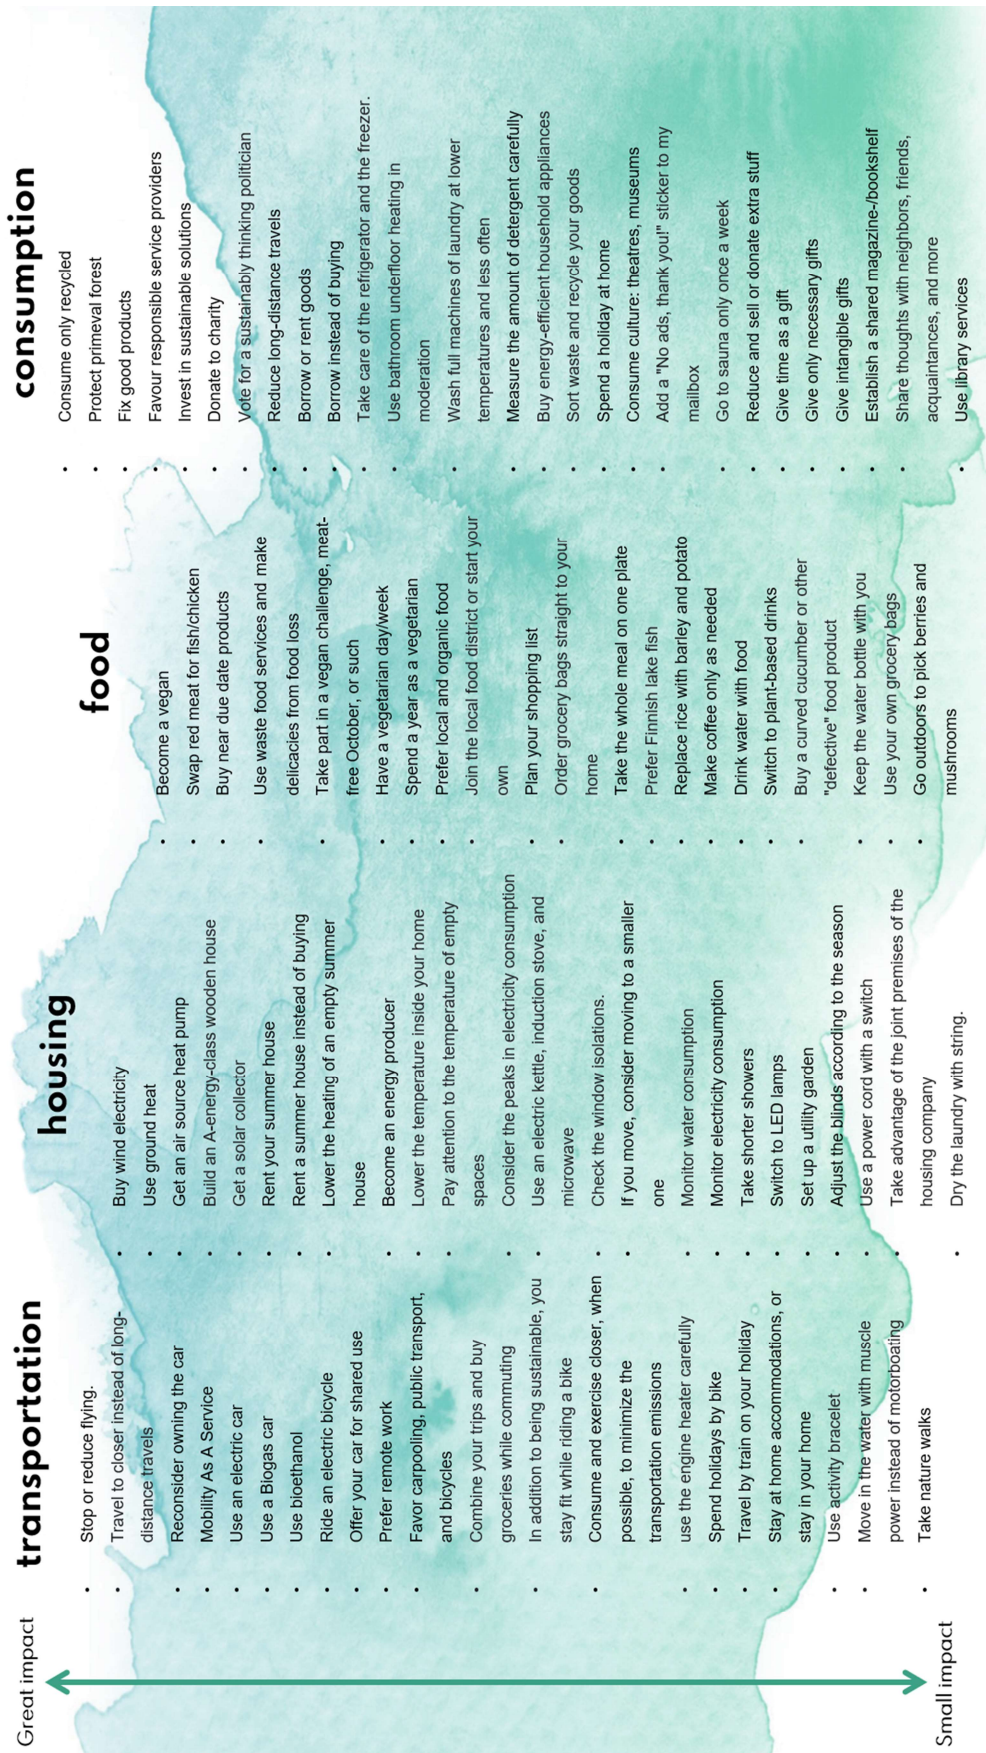 Great impact
transportation
Stop or reduce flying.
Travel to closer instead of long-
distance travels
Reconsider owning the car
Mobility As A Service
Use an electric car
Use a Biogas car
Use bioethanol
Ride an electric bicycle
Offer your car for shared use
Prefer remote work
Favor carpooling, public transport,
and bicycles
Combine your trips and buy
groceries while commuting
In addition to being sustainable, you
stay fit while riding a bike
Consume and exercise closer, when
possible, to minimize the
transportation emissions
use the engine heater carefully
Spend holidays by bike
Travel by train on your holiday
Stay at home accommodations, or
stay in your home
Use activity bracelet
Move in the water with muscle
power instead of motorboating
Take nature walks
Small impact
housing
Buy wind electricity
Use ground heat
Get an air source heat pump
Build an A-energy-class wooden house
Get a solar collector
Rent your summer house
Rent a summer house instead of buying
Lower the heating of an empty summer
house
Become an energy producer
Lower the temperature inside your home
Pay attention to the temperature of empty
spaces
Consider the peaks in electricity consumption
Use an electric kettle, induction stove, and
microwave
Check the window isolations.
If you move, consider moving to a smaller
one
Monitor water consumption
Monitor electricity consumption
Take shorter showers
Switch to LED lamps
Set up a utility garden
Adjust the blinds according to the season
Use a power cord with a switch
Take advantage of the joint premises of the
housing company
Dry the laundry with string.
food
Become a vegan
Swap red meat for fish/chicken
Buy near due date products
Use waste food services and make
delicacies from food loss
Take part in a vegan challenge, meat-
free October, or such
Have a vegetarian day/week
Spend a year as a vegetarian
Prefer local and organic food
Join the local food district or start your
own
Plan your shopping list
Order grocery bags straight to your
home
Take the whole meal on one plate
Prefer Finnish lake fish
Replace rice with barley and potato
Make coffee only as needed
Drink water with food
Switch to plant-based drinks
Buy a curved cucumber or other
"defective" food product
Keep the water bottle with you
Use your own grocery bags
Go outdoors to pick berries and
mushrooms
consumption
Consume only recycled
Protect primeval forest
Fix good products
Favour responsible service providers
Invest in sustainable solutions
Donate to charity
Vote for a sustainably thinking politician
Reduce long-distance travels
Borrow or rent goods
Borrow instead of buying
Take care of the refrigerator and the freezer.
Use bathroom underfloor heating in
moderation
Wash full machines of laundry at lower
temperatures and less often
Measure the amount of detergent carefully
Buy energy-efficient household appliances
Sort waste and recycle your goods
Spend a holiday at home
Consume culture: theatres, museums
Add a "No ads, thank you!" sticker to my
mailbox
Go to sauna only once a week
Reduce and sell or donate extra stuff
Give time as a gift
Give only necessary gifts
Give intangible gifts
Establish a shared magazine-/bookshelf
Share thoughts with neighbors, friends,
acquaintances, and more
Use library services